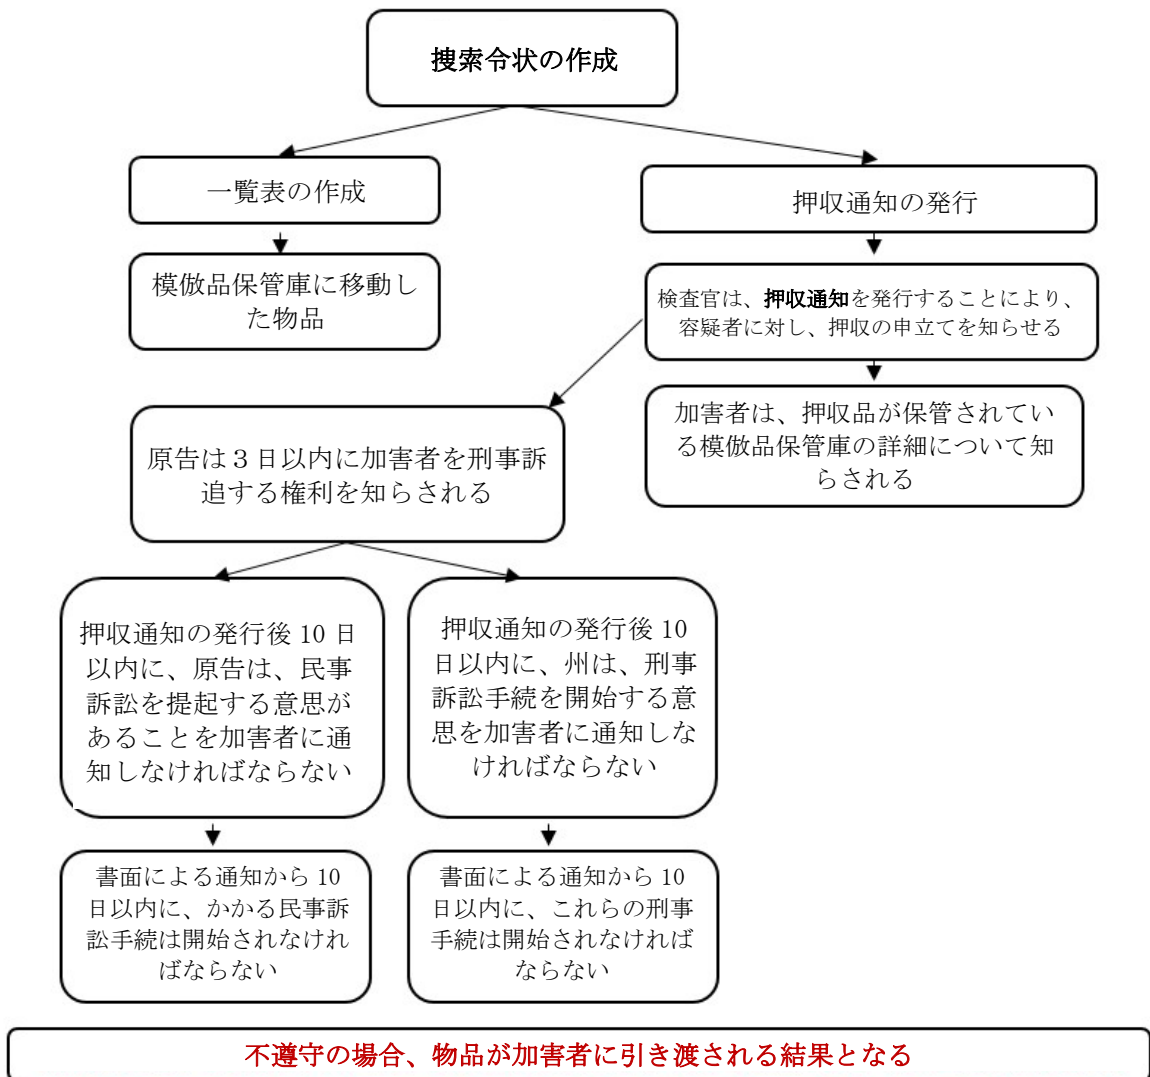 捜索令状の作成
一覧表の作成
押収通知の発行
模倣品保管庫に移動し
た物品
検査官は、押収通知を発行することにより、
容疑者に対し、押収の申立てを知らせる
加害者は、押収品が保管されてい
る模倣品保管庫の詳細について知
らされる
原告は３日以内に加害者を刑事訴
追する権利を知らされる
押収通知の発行後 10 日
以内に、原告は、民事
訴訟を提起する意思が
あることを加害者に通
知しなければならない
押収通知の発行後 10
日以内に、州は、刑事
訴訟手続を開始する意
思を加害者に通知しな
ければならない
書面による通知から 10
日以内に、かかる民事訴
訟手続は開始されなけれ
ばならない
書面による通知から 10
日以内に、これらの刑事
手続は開始されなければ
ならない
不遵守の場合、物品が加害者に引き渡される結果となる